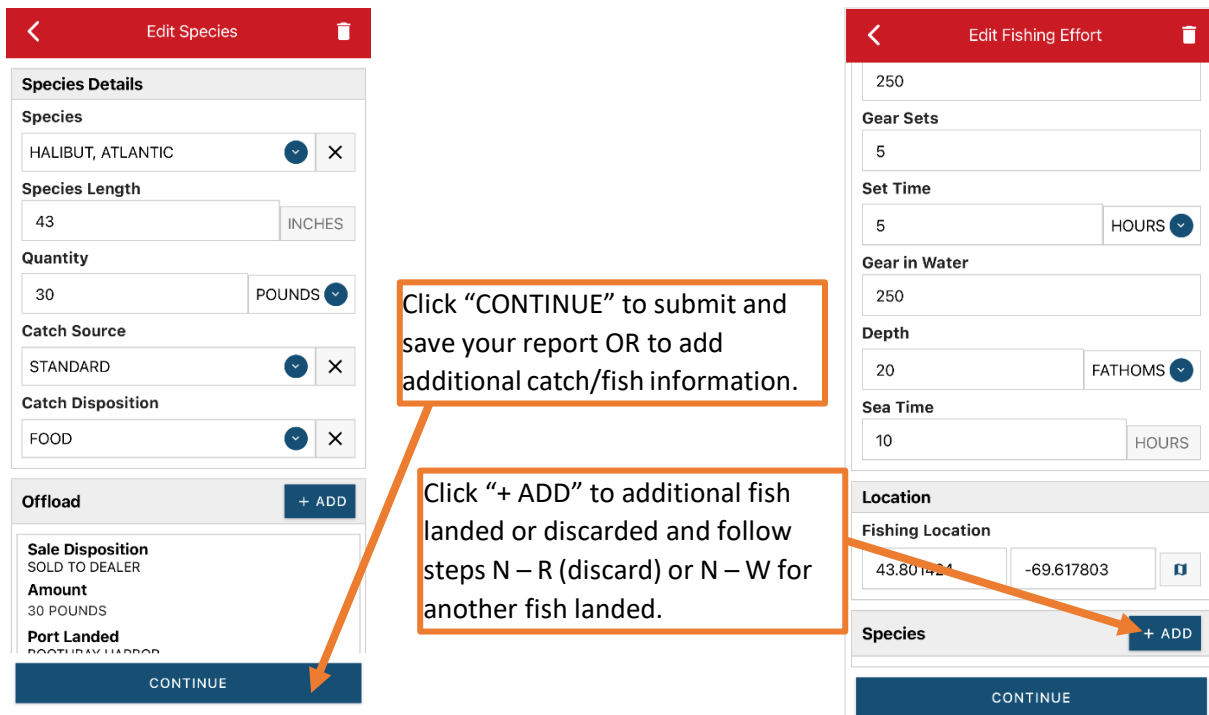 Edit Species
Species Details
Species
HALIBUT, ATLANTIC
Species Length
43 INCHES
Quantity
30 POUNDS
Catch Source
STANDARD
Catch Disposition
FOOD
Offload + ADD
Sale Disposition
SOLD TO DEALER
Amount
30 POUNDS
Port Landed
BOOTHBAY HARBOR
CONTINUE
Click “CONTINUE” to submit and
save your report OR to add
additional catch/fish information.
Click “+ ADD” to additional fish
landed or discarded and follow
steps N – R (discard) or N – W for
another fish landed.
Edit Fishing Effort
250
Gear Sets
5
Set Time
5 HOURS
Gear in Water
250
Depth
20 FATHOMS
Sea Time
10 HOURS
Location
Fishing Location
43.801424 -69.617803
Species + ADD
CONTINUE